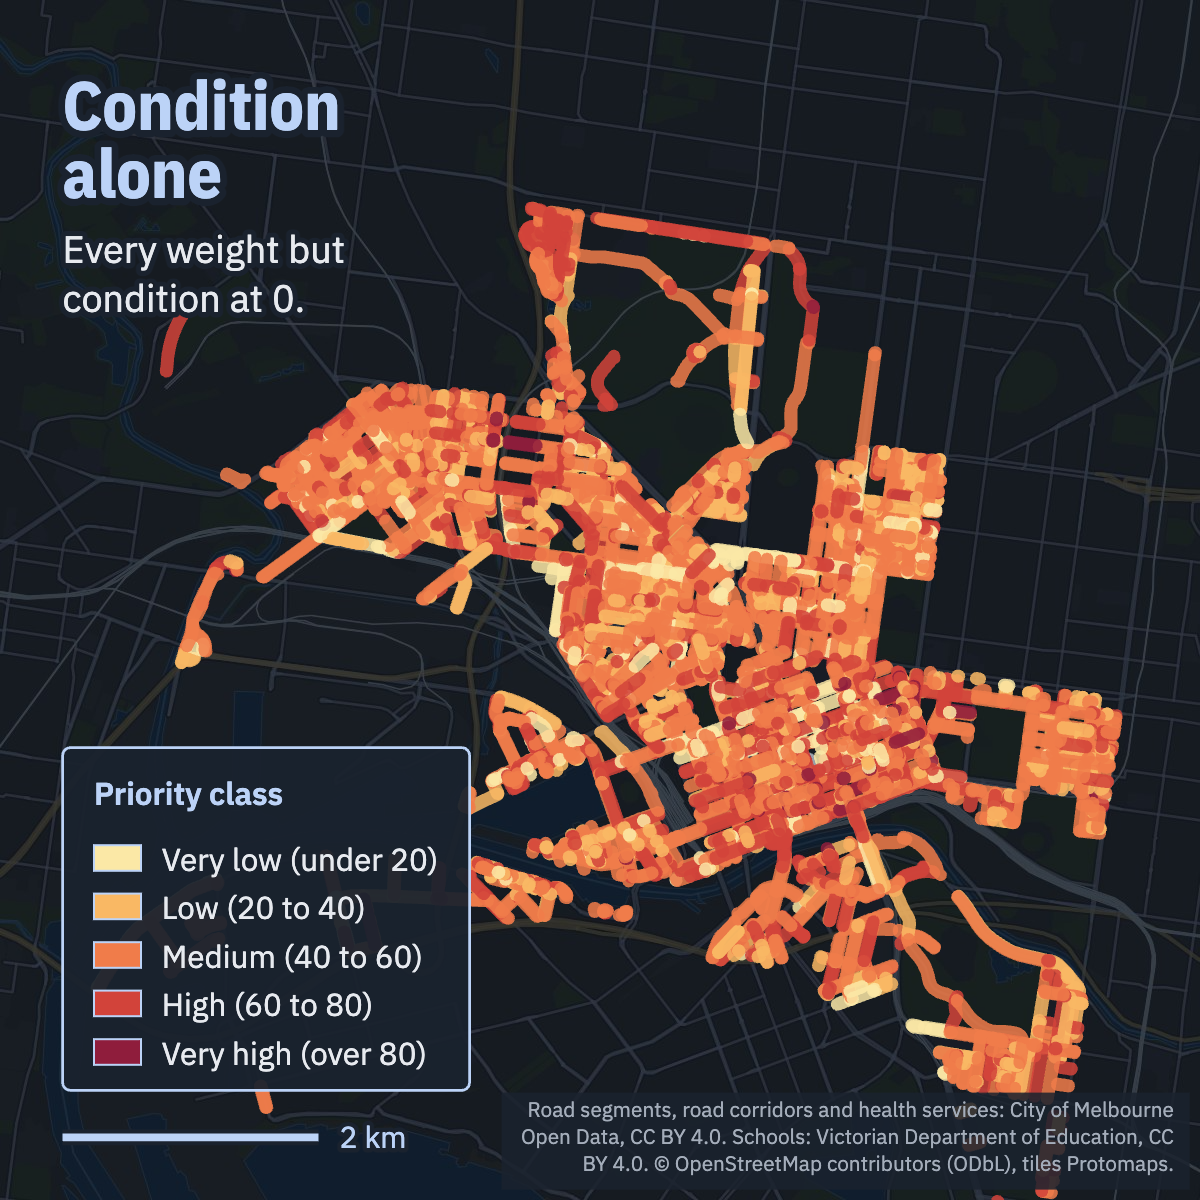 Condition
alone
Every weight but
condition at 0.
Priority class
Very low (under 20)
Low (20 to 40)
Medium (40 to 60)
High (60 to 80)
Very high (over 80)
2 km
Road segments, road corridors and health services: City of Melbourne
Open Data, CC BY 4.0. Schools: Victorian Department of Education, CC
BY 4.0. © OpenStreetMap contributors (ODbL), tiles Protomaps.